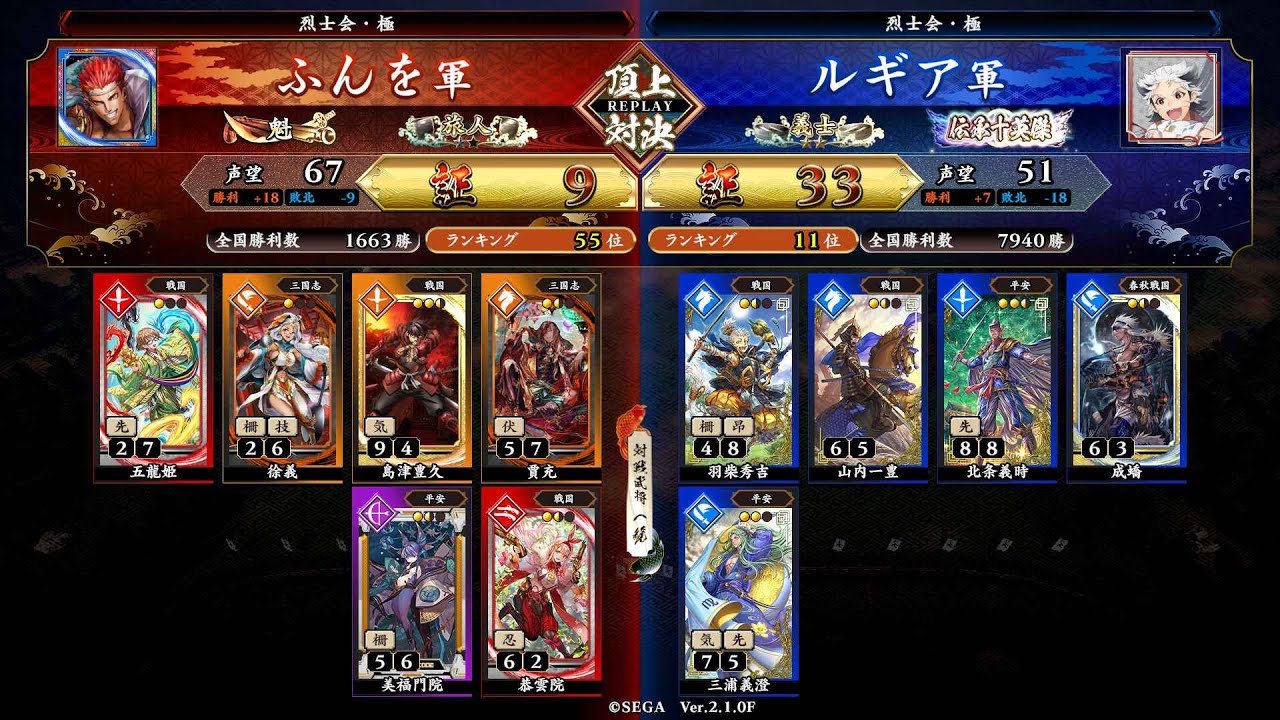 烈士会・極
烈士会・極
ふんを軍
頂上
REPLAY
対決
ルギア軍
魁
旅人
義士
伝承十英傑
声望 67
勝利 +18 敗北 -9
証 9
証 33
声望 51
勝利 +7 敗北 -18
全国勝利数 1663勝
ランキング 55位
ランキング 11位
全国勝利数 7940勝
戦国
先
2 7
五龍姫
三国志
柵 技
2 6
徐義
戦国
気
9 4
島津重久
三国志
伏
5 7
賈充
平安
柵
5 6
美福門院
戦国
忍
6 2
恭雲院
対戦武将一覧
戦国
柵 昂
4 8
羽柴秀吉
戦国
6 5
山内一豊
平安
先
8 8
北条義時
春秋戦国
6 3
成蟜
平安
気 先
7 5
三浦義澄
©SEGA Ver.2.1.0F